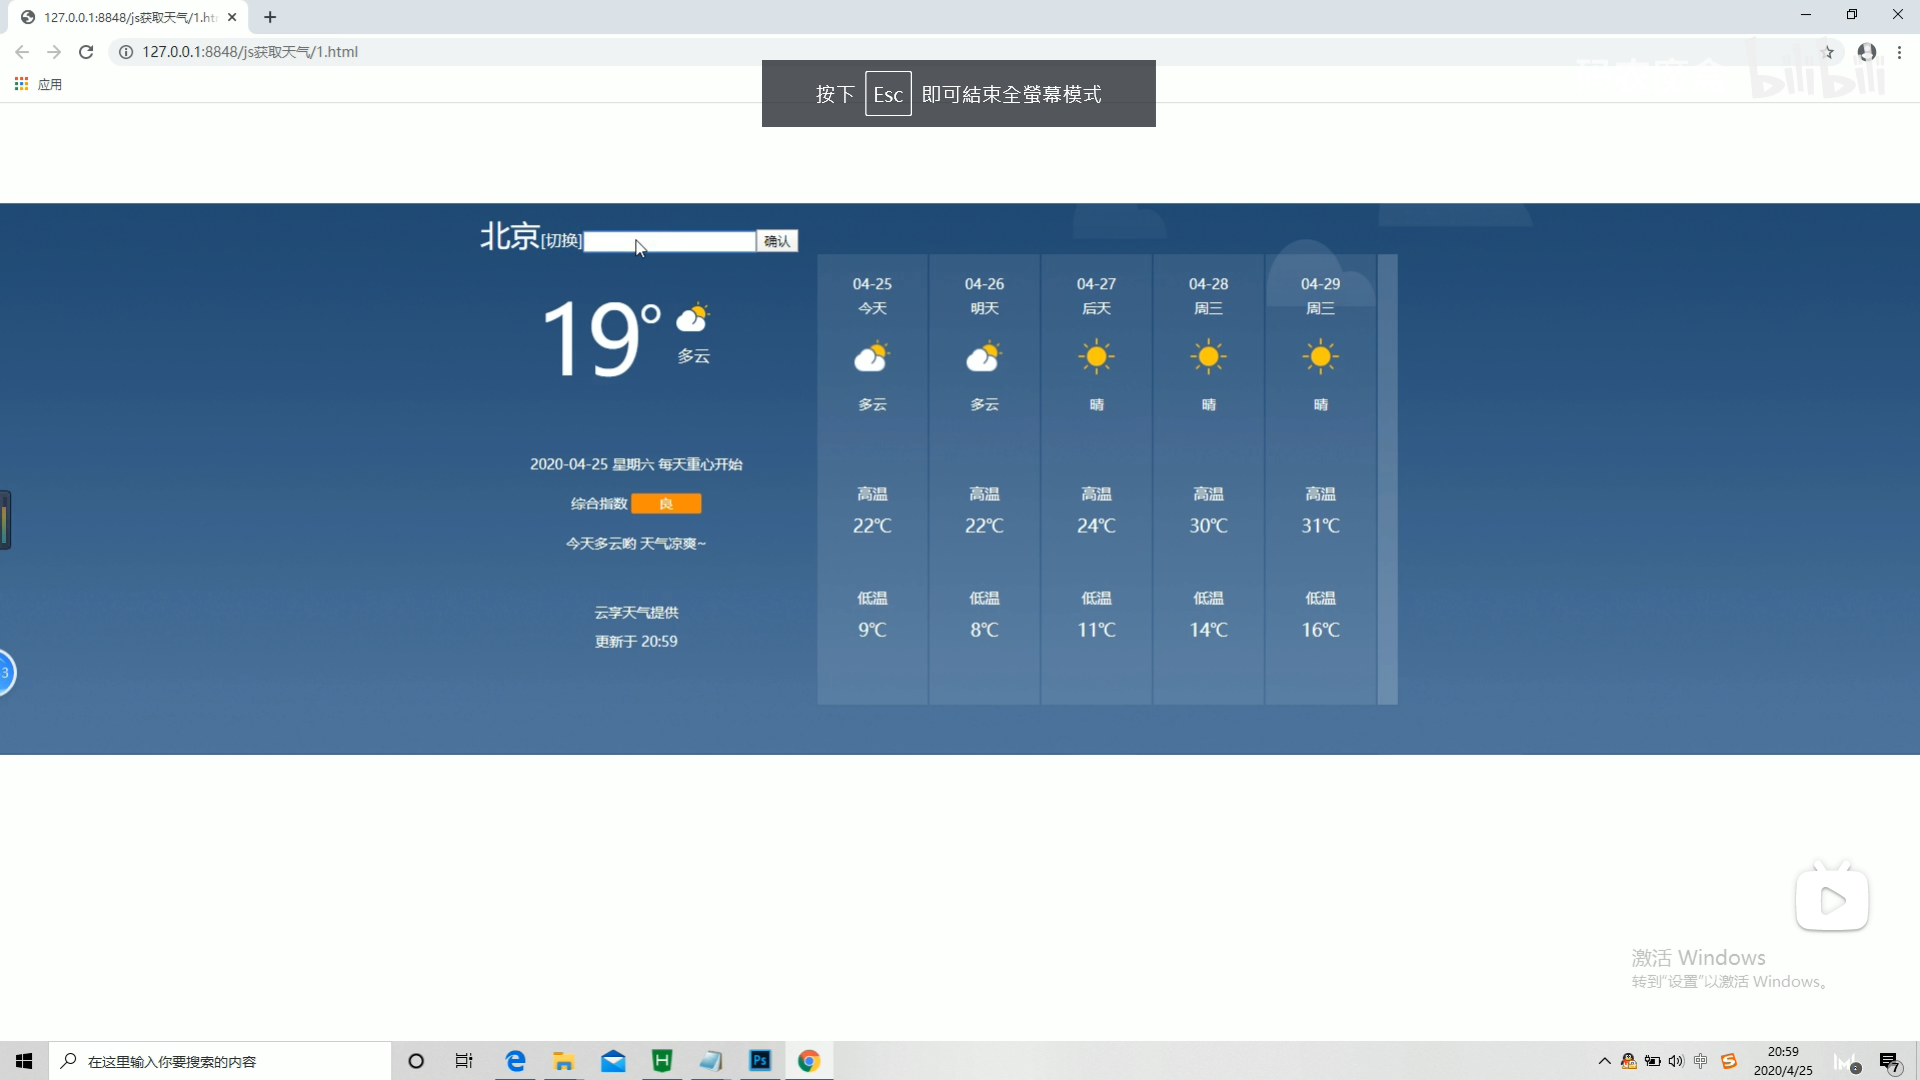 127.0.0.1:8848/js获取天气/1.ht
127.0.0.1:8848/js获取天气/1.html
应用
按下 Esc 即可結束全螢幕模式
bilibili
北京[切换] 确认
19°
多云
2020-04-25 星期六 每天重心开始
综合指数 良
今天多云哟 天气凉爽~
云享天气提供
更新于 20:59
04-25 04-26 04-27 04-28 04-29
今天 明天 后天 周三 周三
多云 多云 晴 晴 晴
高温 高温 高温 高温 高温
22℃ 22℃ 24℃ 30℃ 31℃
低温 低温 低温 低温 低温
9℃ 8℃ 11℃ 14℃ 16℃
3
激活 Windows
转到"设置"以激活 Windows。
在这里输入你要搜索的内容
H
Ps
中
S
20:59
2020/4/25
7